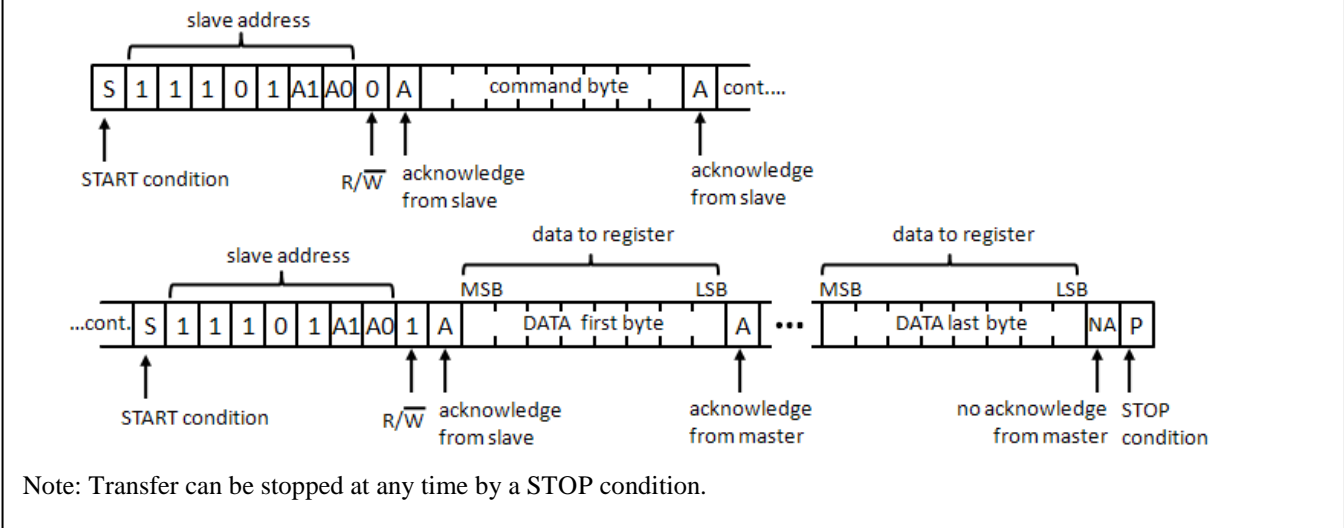 slave address
S 1 1 1 0 1 A1 A0 0 A command byte A cont....
START condition R/W̅ acknowledge from slave acknowledge from slave
data to register data to register
slave address
MSB LSB MSB LSB
...cont. S 1 1 1 0 1 A1 A0 1 A DATA first byte A ••• DATA last byte NA P
START condition R/W̅ acknowledge from slave acknowledge from master no acknowledge from master STOP condition
Note: Transfer can be stopped at any time by a STOP condition.